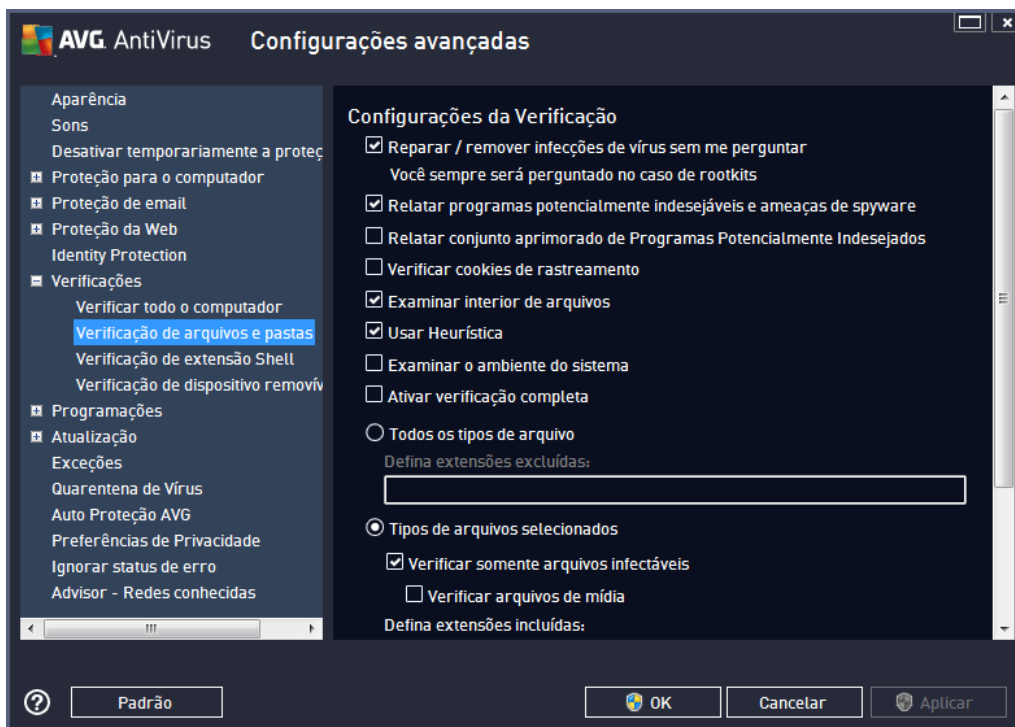 AVG. AntiVirus Configurações avançadas
Aparência
Sons
Desativar temporariamente a proteç
Proteção para o computador
Proteção de email
Proteção da Web
Identity Protection
Verificações
Verificar todo o computador
Verificação de arquivos e pastas
Verificação de extensão Shell
Verificação de dispositivo removív
Programações
Atualização
Exceções
Quarentena de Vírus
Auto Proteção AVG
Preferências de Privacidade
Ignorar status de erro
Advisor - Redes conhecidas
Configurações da Verificação
Reparar / remover infecções de vírus sem me perguntar
Você sempre será perguntado no caso de rootkits
Relatar programas potencialmente indesejáveis e ameaças de spyware
Relatar conjunto aprimorado de Programas Potencialmente Indesejados
Verificar cookies de rastreamento
Examinar interior de arquivos
Usar Heurística
Examinar o ambiente do sistema
Ativar verificação completa
Todos os tipos de arquivo
Defina extensões excluídas:
Tipos de arquivos selecionados
Verificar somente arquivos infectáveis
Verificar arquivos de mídia
Defina extensões incluídas:
Padrão
OK
Cancelar
Aplicar